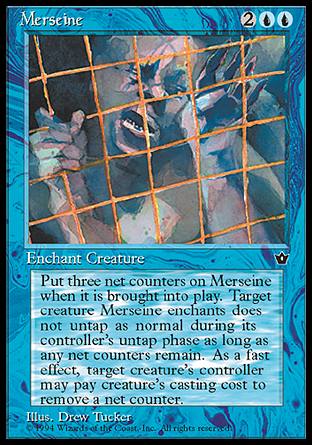 Merseine 2
Enchant Creature
Put three net counters on Merseine
when it is brought into play. Target
creature Merseine enchants does
not untap as normal during its
controller's untap phase as long as
any net counters remain. As a fast
effect, target creature's controller
may pay creature's casting cost to
remove a net counter.
Illus. Drew Tucker
© 1994 Wizards of the Coast, Inc. All rights reserved.